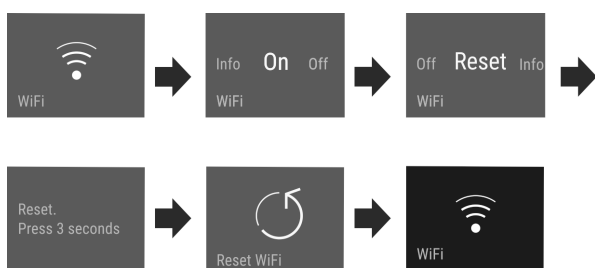 WiFi
Info On Off
WiFi
Off Reset Info
WiFi
Reset.
Press 3 seconds
Reset WiFi
WiFi